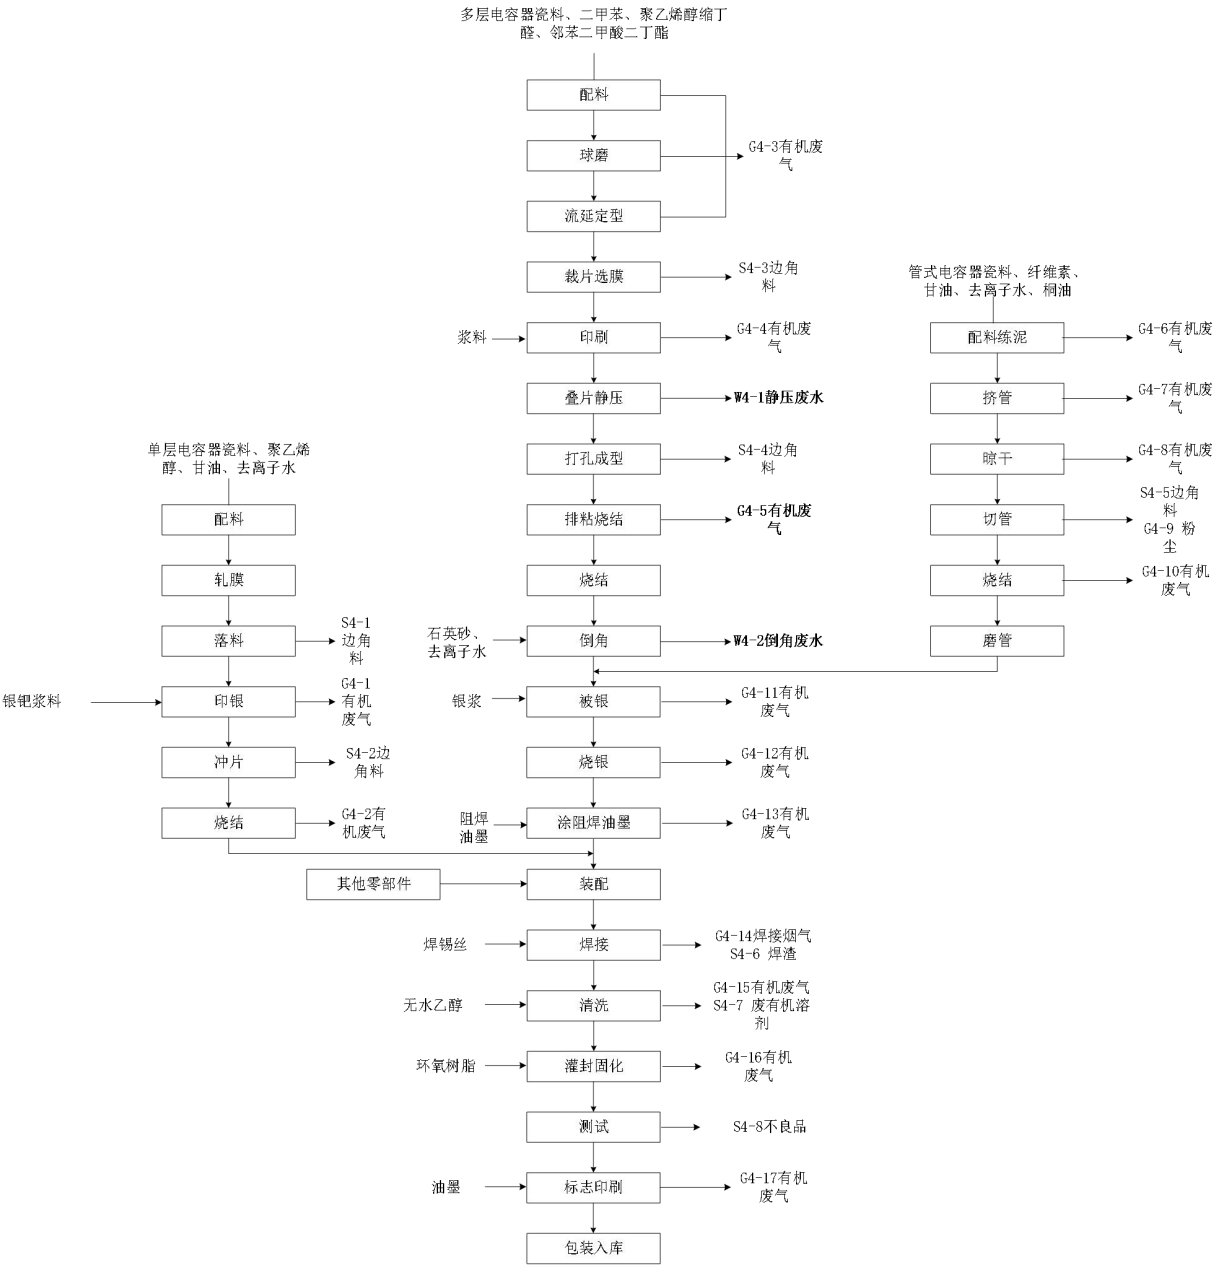 多层电容器瓷料、二甲苯、聚乙烯醇缩丁
醛、邻苯二甲酸二丁酯
配料
球磨
G4-3有机废
气
流延定型
裁片选膜
S4-3边角
料
浆料
印刷
G4-4有机废
气
叠片静压
W4-1静压废水
打孔成型
S4-4边角
料
排粘烧结
G4-5有机废
气
烧结
石英砂、
去离子水
倒角
W4-2倒角废水
管式电容器瓷料、纤维素、
甘油、去离子水、桐油
配料练泥
G4-6有机废
气
挤管
G4-7有机废
气
晾干
G4-8有机废
气
切管
S4-5边角
料
G4-9 粉
尘
烧结
G4-10有机
废气
磨管
单层电容器瓷料、聚乙烯
醇、甘油、去离子水
配料
轧膜
落料
S4-1
边角
料
银钯浆料
印银
G4-1
有机
废气
冲片
S4-2边
角料
烧结
G4-2有
机废气
银浆
被银
G4-11有机
废气
烧银
G4-12有机
废气
阻焊
油墨
涂阻焊油墨
G4-13有机
废气
其他零部件
装配
焊锡丝
焊接
G4-14焊接烟气
S4-6 焊渣
无水乙醇
清洗
G4-15有机废气
S4-7 废有机溶
剂
环氧树脂
灌封固化
G4-16有机
废气
测试
S4-8不良品
油墨
标志印刷
G4-17有机
废气
包装入库